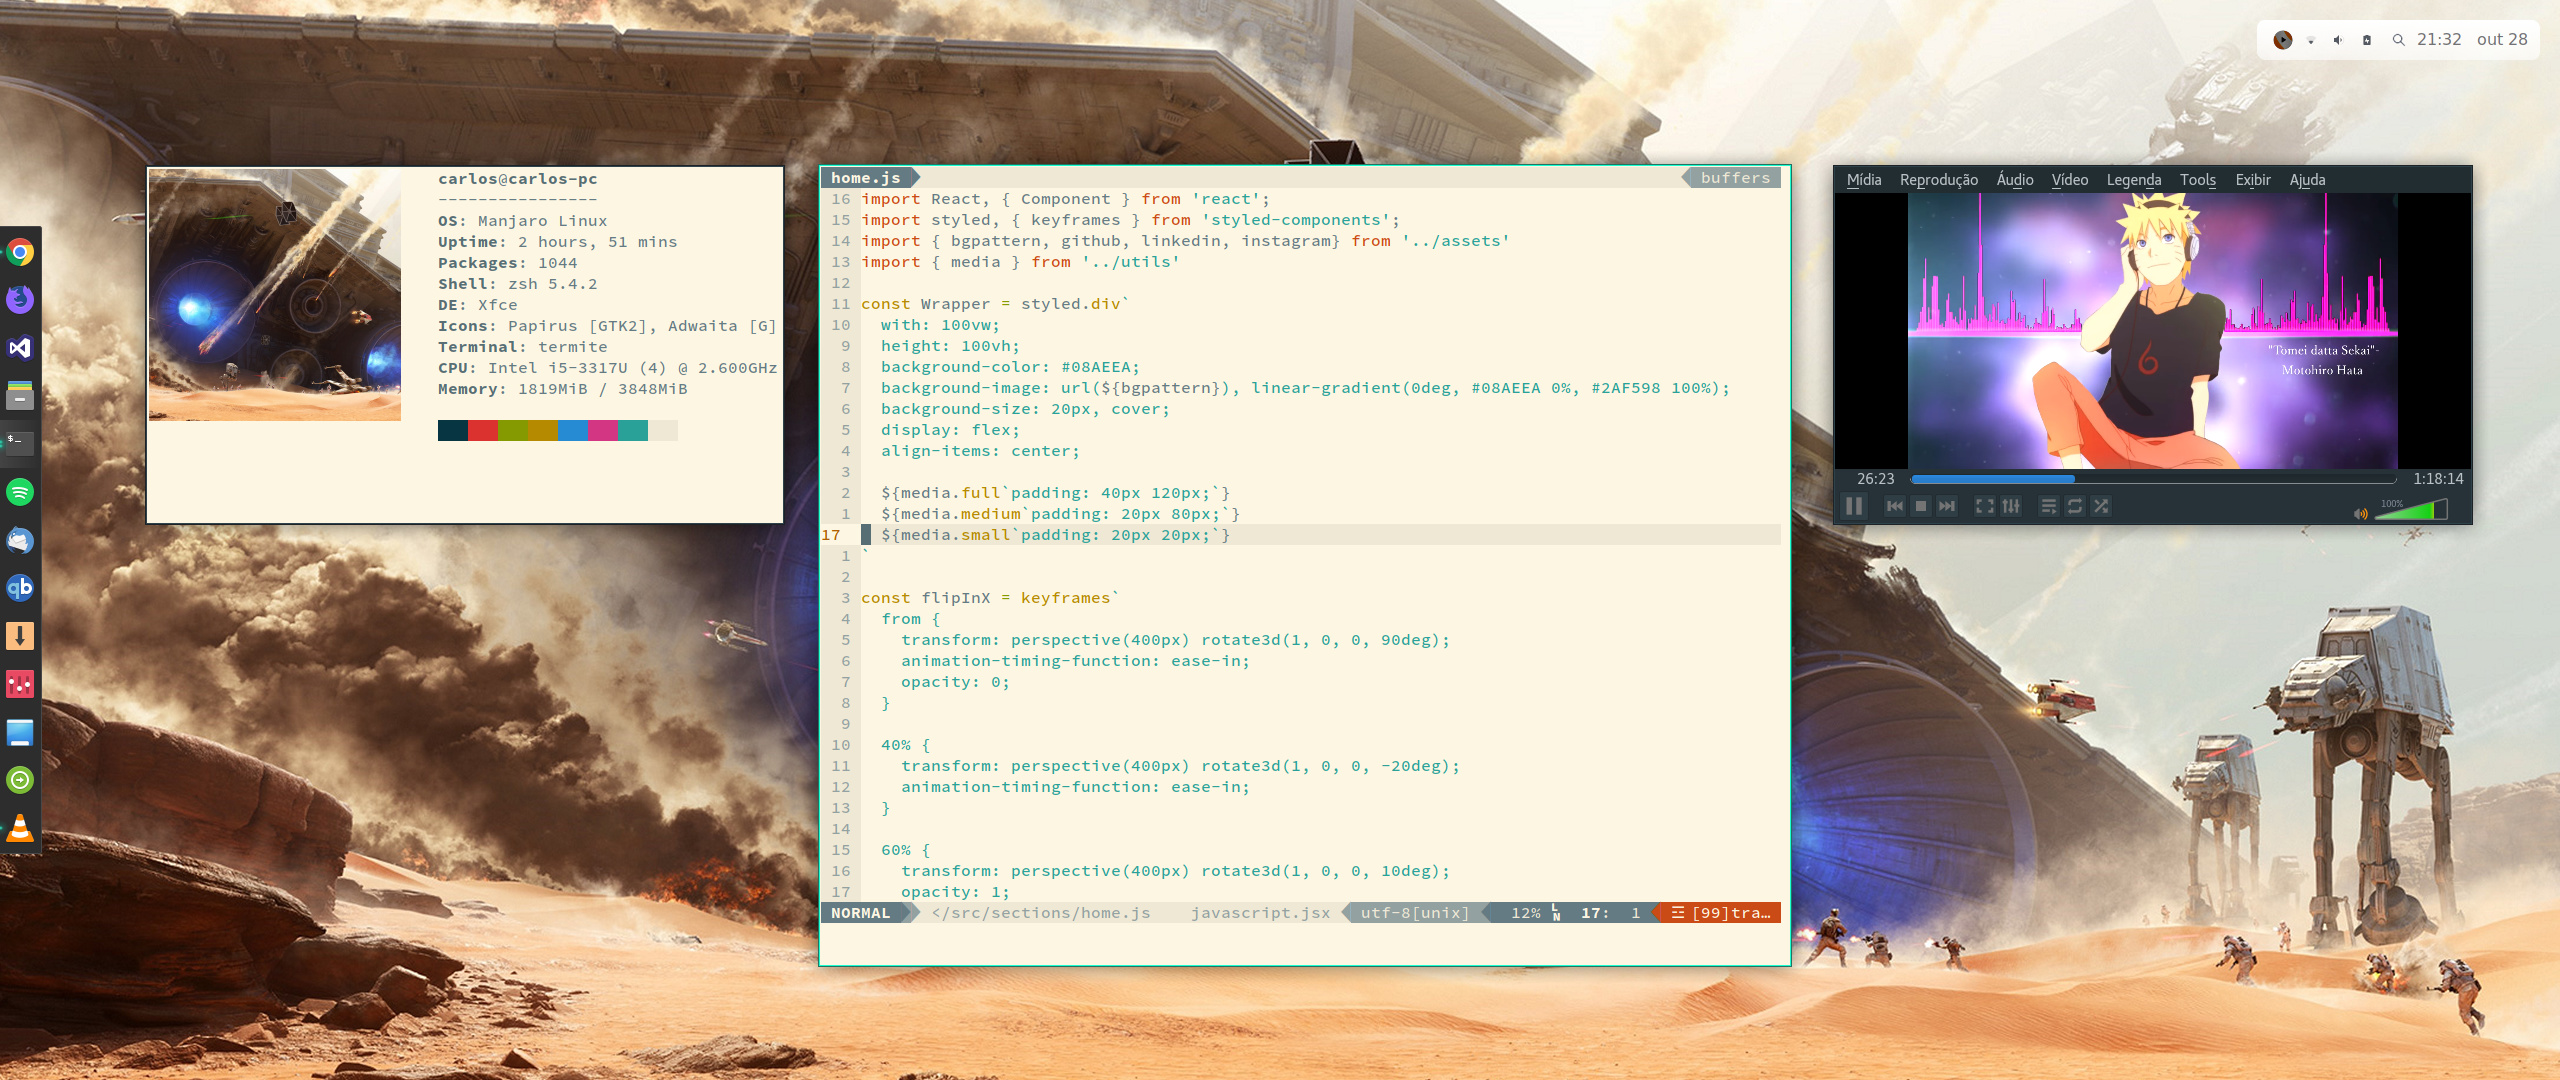 21:32 out 28
carlos@carlos-pc
----------------
OS: Manjaro Linux
Uptime: 2 hours, 51 mins
Packages: 1044
Shell: zsh 5.4.2
DE: Xfce
Icons: Papirus [GTK2], Adwaita [G]
Terminal: termite
CPU: Intel i5-3317U (4) @ 2.600GHz
Memory: 1819MiB / 3848MiB
$_
qb
home.js buffers
16 import React, { Component } from 'react';
15 import styled, { keyframes } from 'styled-components';
14 import { bgpattern, github, linkedin, instagram} from '../assets'
13 import { media } from '../utils'
12
11 const Wrapper = styled.div`
10   with: 100vw;
9   height: 100vh;
8   background-color: #08AEEA;
7   background-image: url(${bgpattern}), linear-gradient(0deg, #08AEEA 0%, #2AF598 100%);
6   background-size: 20px, cover;
5   display: flex;
4   align-items: center;
3
2   ${media.full`padding: 40px 120px;`}
1   ${media.medium`padding: 20px 80px;`}
17   ${media.small`padding: 20px 20px;`}
1 `
2
3 const flipInX = keyframes`
4   from {
5     transform: perspective(400px) rotate3d(1, 0, 0, 90deg);
6     animation-timing-function: ease-in;
7     opacity: 0;
8   }
9
10   40% {
11     transform: perspective(400px) rotate3d(1, 0, 0, -20deg);
12     animation-timing-function: ease-in;
13   }
14
15   60% {
16     transform: perspective(400px) rotate3d(1, 0, 0, 10deg);
17     opacity: 1;
NORMAL </src/sections/home.js javascript.jsx utf-8[unix] 12% LN 17: 1 ☲ [99]tra…
Mídia Reprodução Áudio Vídeo Legenda Tools Exibir Ajuda
"Tomei datta Sekai"-
Motohiro Hata
26:23 1:18:14
100%